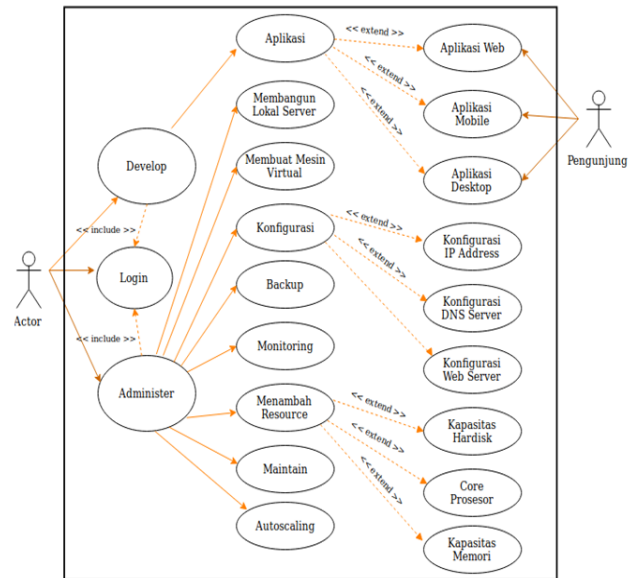 Aplikasi
<< extend >>
Aplikasi Web
Membangun
Lokal Server
<< extend >>
Aplikasi
Mobile
<< extend >>
Pengunjung
Develop
Membuat Mesin
Virtual
Aplikasi
Desktop
<< include >>
Konfigurasi
<< extend >>
Konfigurasi
IP Address
Login
Backup
<< extend >>
Konfigurasi
DNS Server
Actor
<< include >>
Monitoring
Konfigurasi
Web Server
Administer
Menambah
Resource
<< extend >>
Kapasitas
Hardisk
<< extend >>
Maintain
<< extend >>
Core
Prosesor
Autoscaling
Kapasitas
Memori